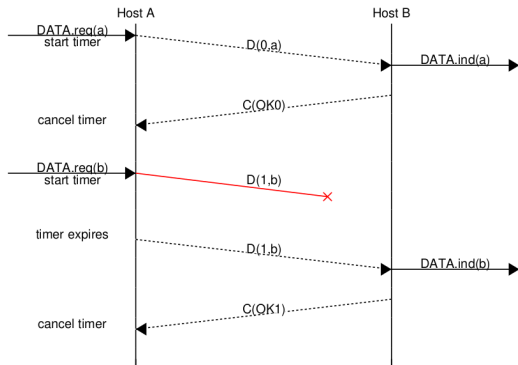 Host A
Host B
DATA.req(a)
start timer
D(0,a)
DATA.ind(a)
C(OK0)
cancel timer
DATA.req(b)
start timer
D(1,b)
timer expires
D(1,b)
DATA.ind(b)
C(OK1)
cancel timer